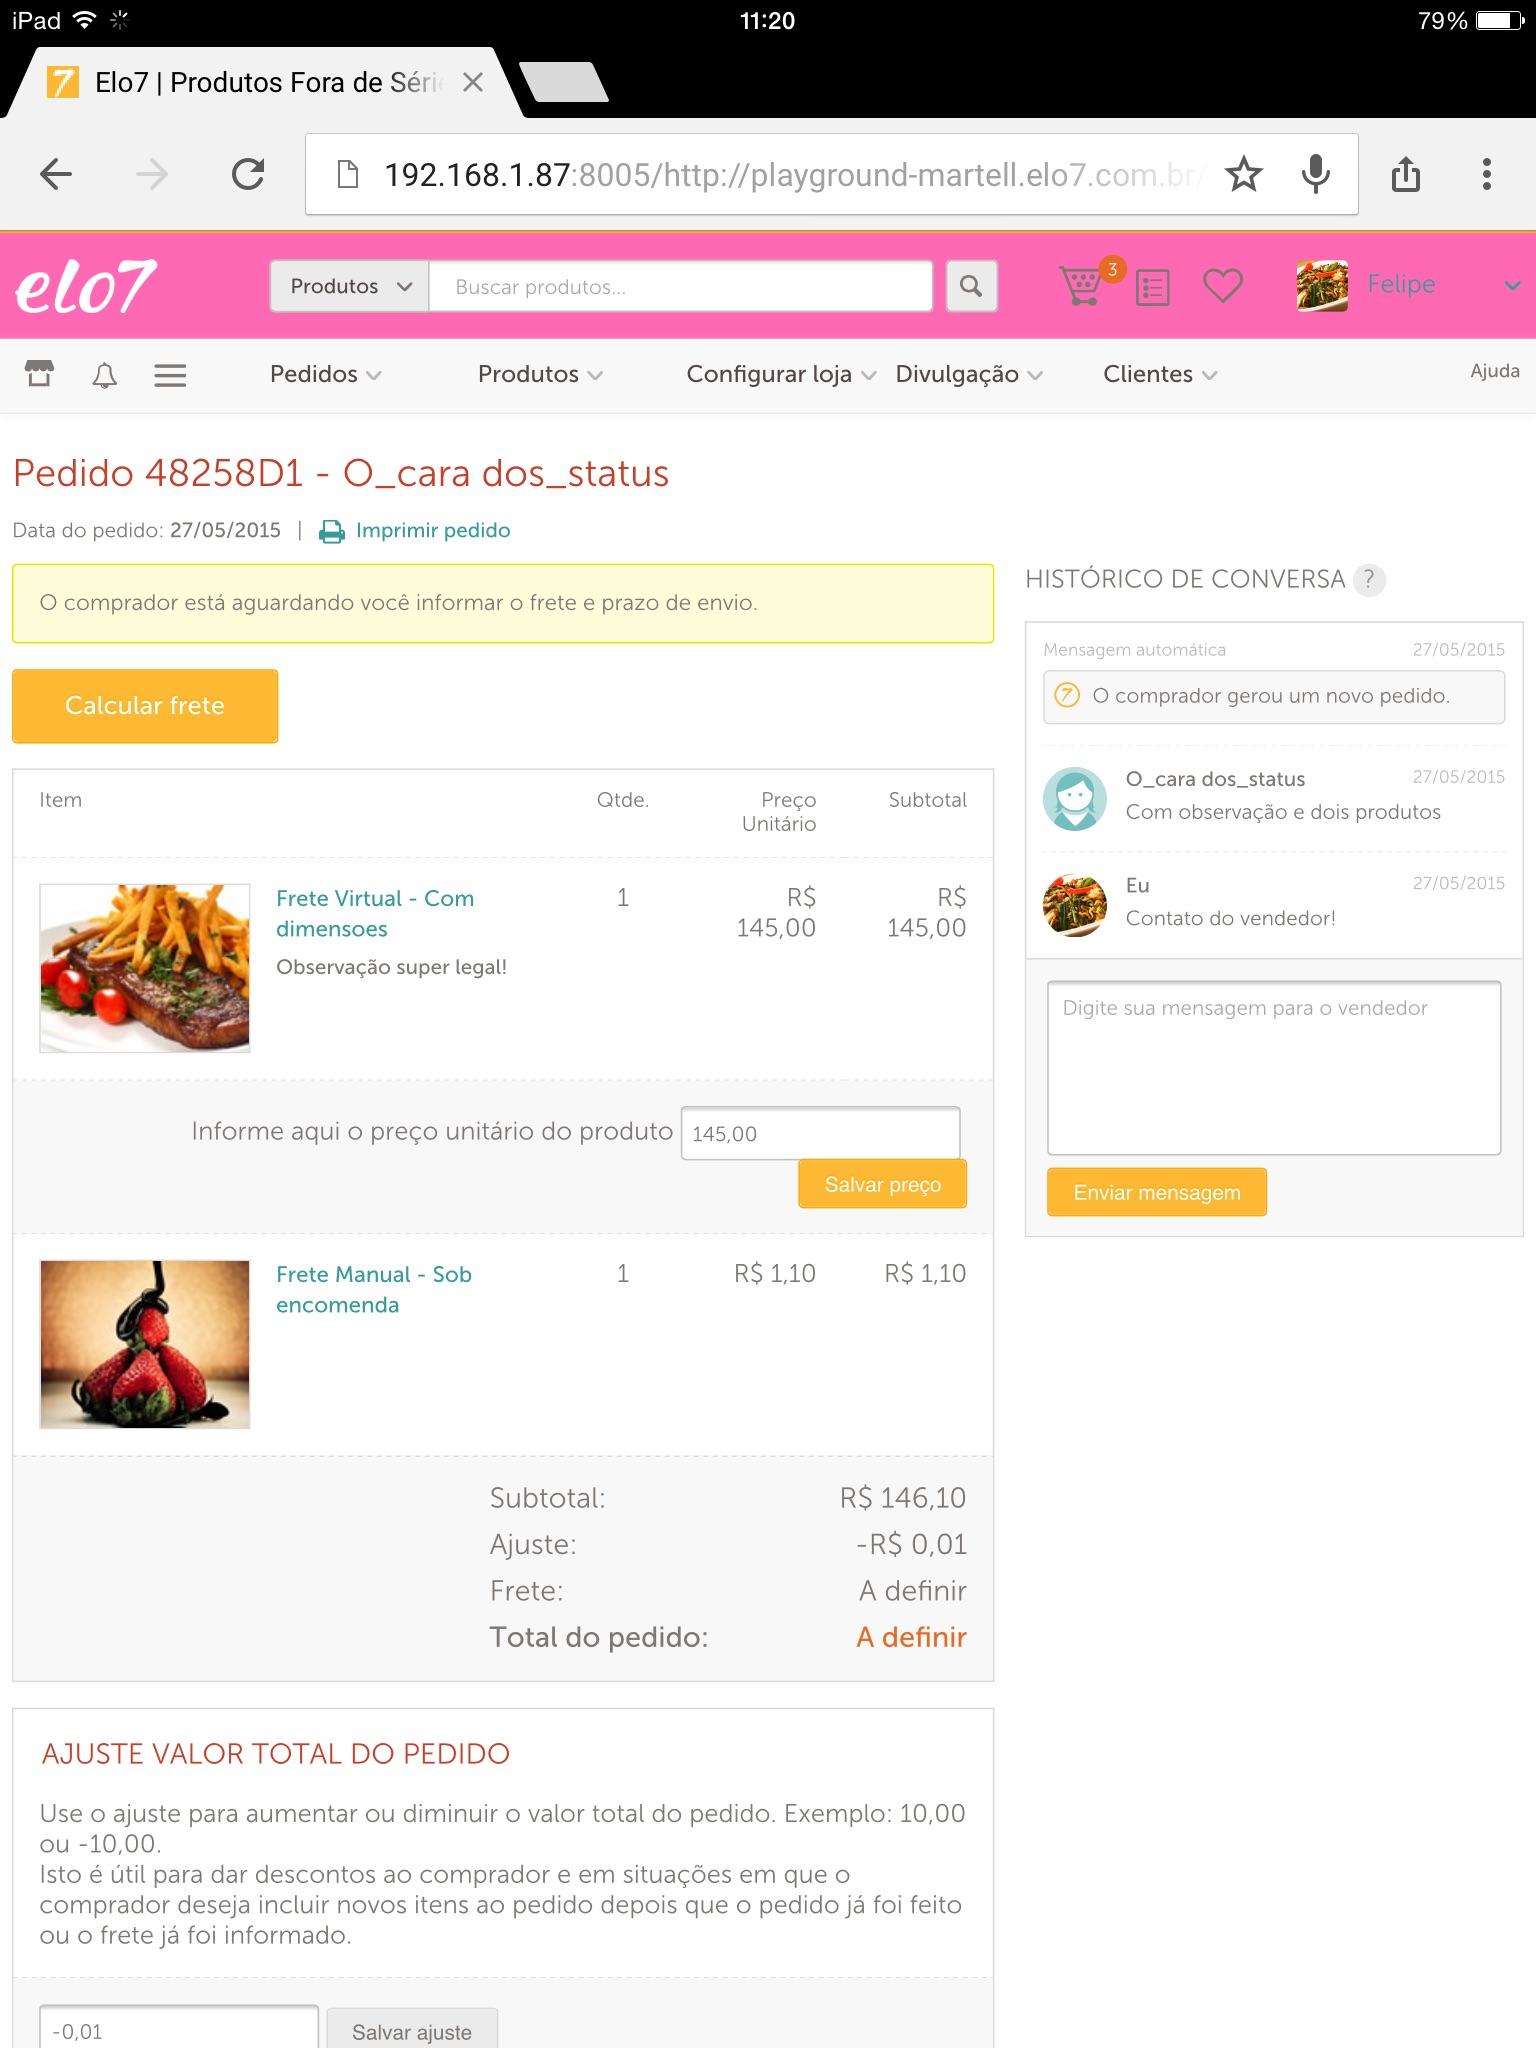 iPad
11:20
79%
Elo7 | Produtos Fora de Série
192.168.1.87:8005/http://playground-martell.elo7.com.br/
elo7
Produtos
Buscar produtos...
3
Felipe
Pedidos
Produtos
Configurar loja
Divulgação
Clientes
Ajuda
Pedido 48258D1 - O_cara dos_status
Data do pedido: 27/05/2015 | Imprimir pedido
O comprador está aguardando você informar o frete e prazo de envio.
Calcular frete
Item
Qtde.
Preço
Unitário
Subtotal
Frete Virtual - Com
dimensoes
Observação super legal!
1
R$
145,00
R$
145,00
Informe aqui o preço unitário do produto
145,00
Salvar preço
Frete Manual - Sob
encomenda
1
R$ 1,10
R$ 1,10
Subtotal: R$ 146,10
Ajuste: -R$ 0,01
Frete: A definir
Total do pedido: A definir
AJUSTE VALOR TOTAL DO PEDIDO
Use o ajuste para aumentar ou diminuir o valor total do pedido. Exemplo: 10,00
ou -10,00.
Isto é útil para dar descontos ao comprador e em situações em que o
comprador deseja incluir novos itens ao pedido depois que o pedido já foi feito
ou o frete já foi informado.
-0,01
Salvar ajuste
HISTÓRICO DE CONVERSA ?
Mensagem automática 27/05/2015
7 O comprador gerou um novo pedido.
O_cara dos_status 27/05/2015
Com observação e dois produtos
Eu 27/05/2015
Contato do vendedor!
Digite sua mensagem para o vendedor
Enviar mensagem